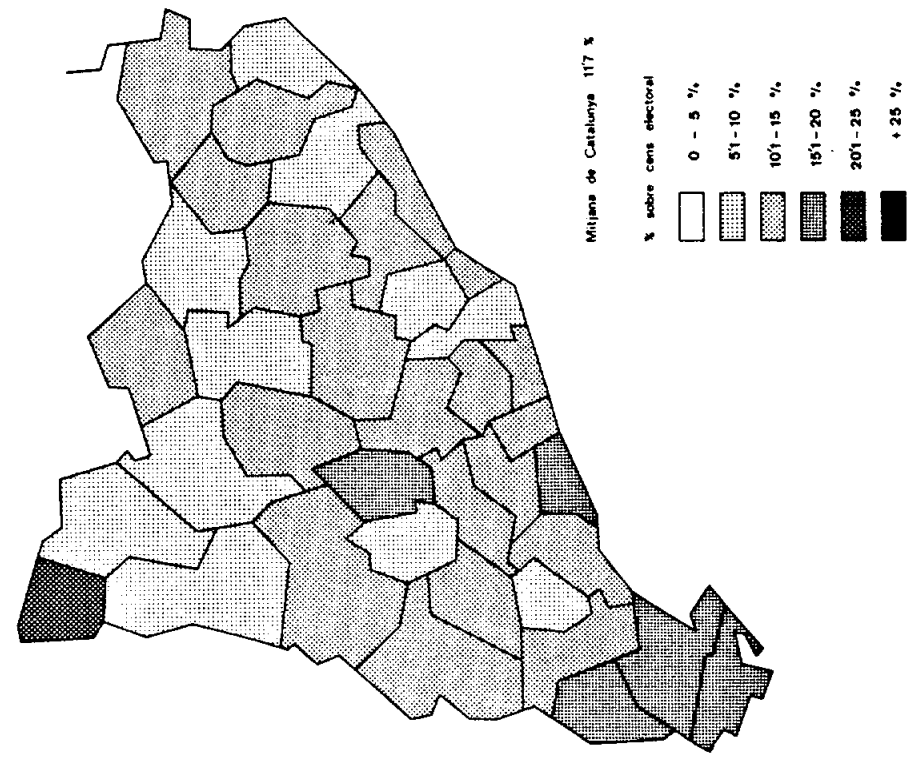 Mitjana de Catalunya 11'7 %
% sobre cens electoral
0 - 5 %
5'1 - 10 %
10'1 - 15 %
15'1 - 20 %
20'1 - 25 %
+ 25 %